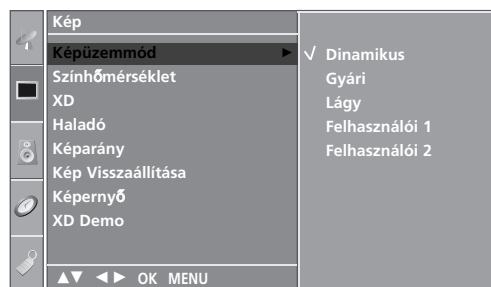 Kép
Képüzemmód ►
Színhőmérséklet
XD
Haladó
Képarány
Kép Visszaállítása
Képernyő
XD Demo
▲▼ ◄► OK MENU
√ Dinamikus
Gyári
Lágy
Felhasználói 1
Felhasználói 2